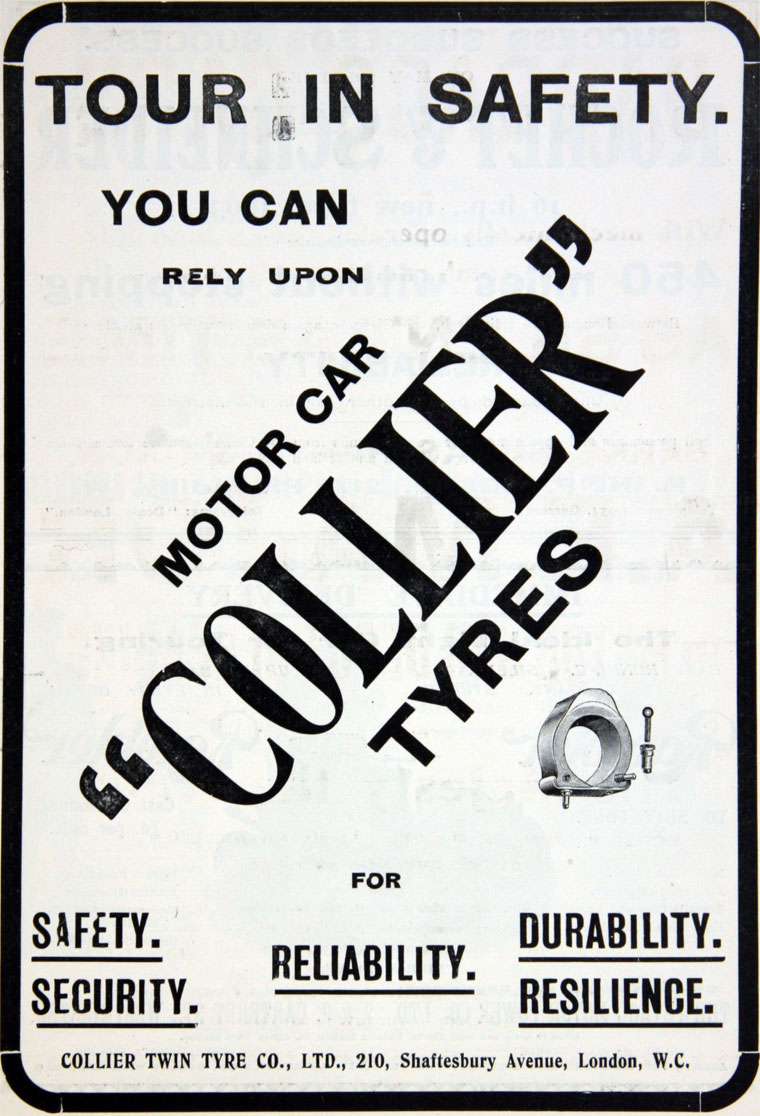 TOUR IN SAFETY.
YOU CAN
RELY UPON
MOTOR CAR
“COLLIER”
TYRES
FOR
SAFETY.
SECURITY.
RELIABILITY.
DURABILITY.
RESILIENCE.
COLLIER TWIN TYRE CO., LTD., 210, Shaftesbury Avenue, London, W.C.